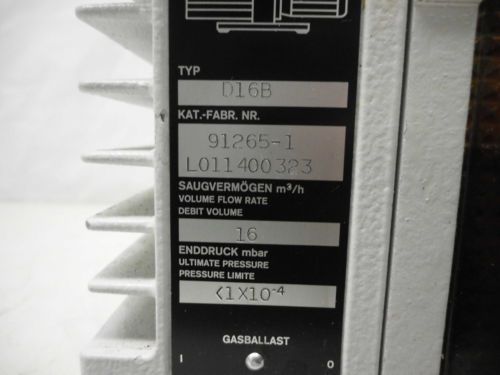 TYP
D16B
KAT.-FABR. NR.
91265-1
L011400323
SAUGVERMÖGEN m³/h
VOLUME FLOW RATE
DEBIT VOLUME
16
ENDDRUCK mbar
ULTIMATE PRESSURE
PRESSURE LIMITE
<1X10⁻⁴
GASBALLAST
I 0